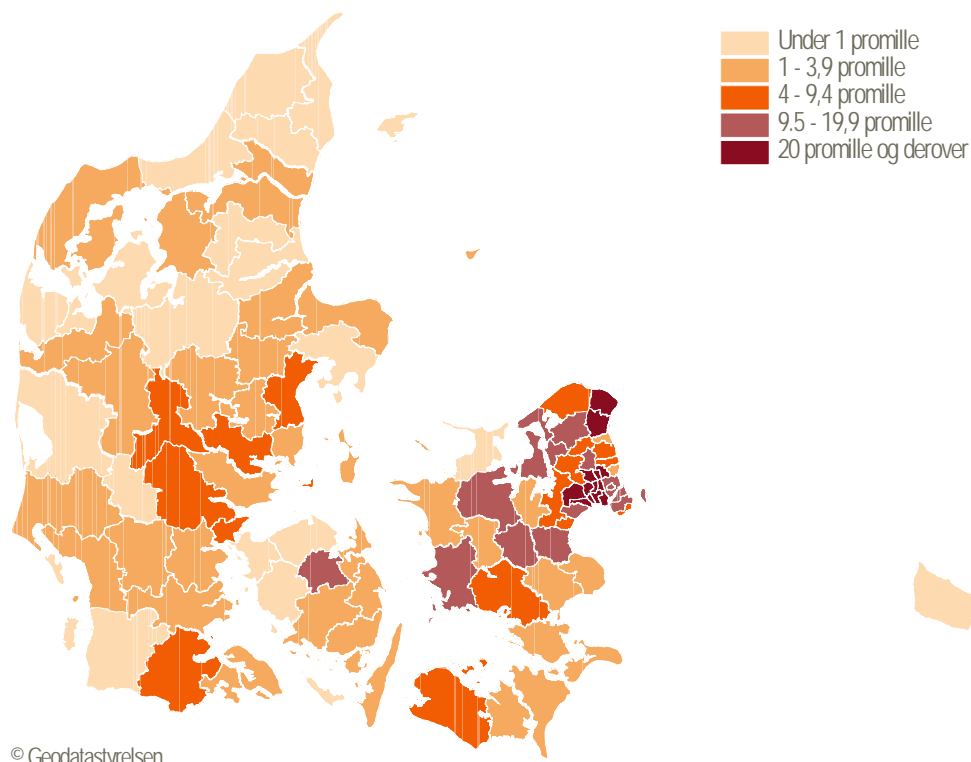 Under 1 promille
1 - 3,9 promille
4 - 9,4 promille
9.5 - 19,9 promille
20 promille og derover
© Geodatastyrelsen